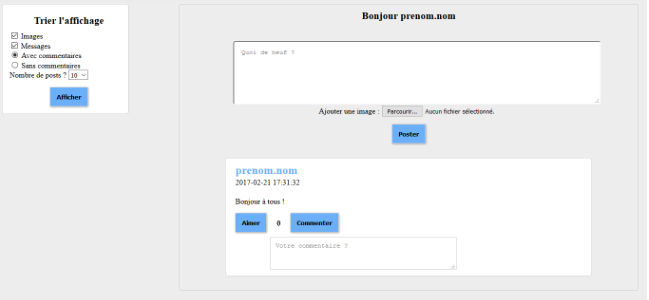 Trier l'affichage
Images
Messages
Avec commentaires
Sans commentaires
Nombre de posts ? 10
Afficher
Bonjour prenom.nom
Quoi de neuf ?
Ajouter une image : Parcourir... Aucun fichier sélectionné.
Poster
prenom.nom
2017-02-21 17:31:32
Bonjour à tous !
Aimer 0 Commenter
Votre commentaire ?